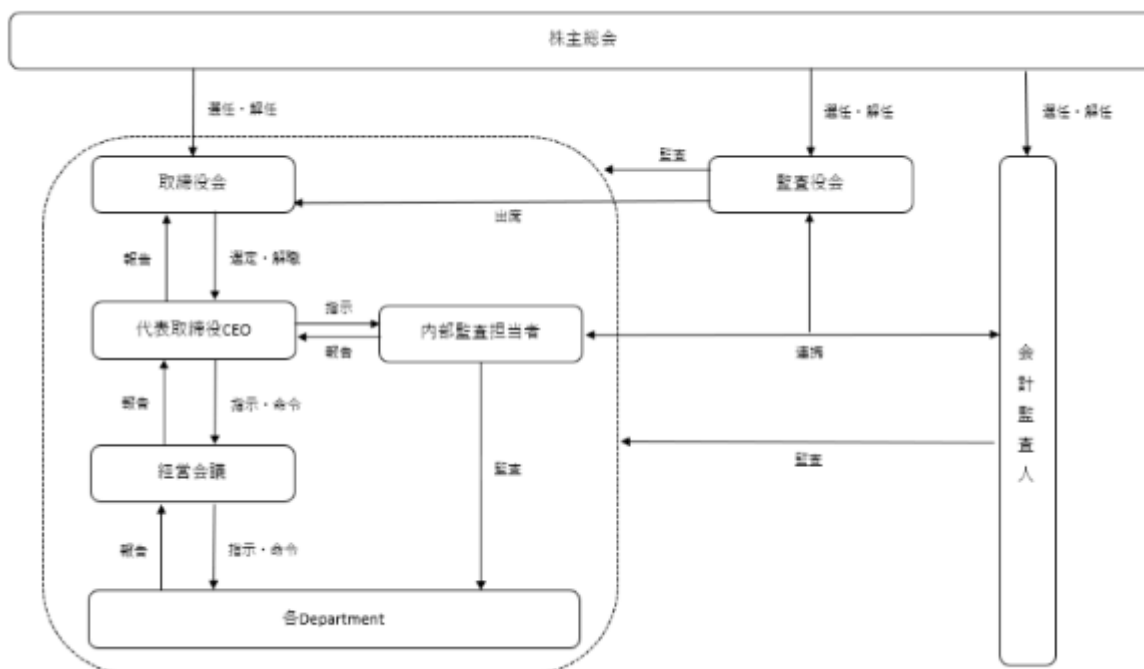 株主総会
選任・解任
選任・解任
選任・解任
取締役会
監査
監査役会
出席
報告
選定・解職
代表取締役CEO
指示
報告
内部監査担当者
連携
会計監査人
報告
指示・命令
経営会議
監査
監査
報告
指示・命令
各Department